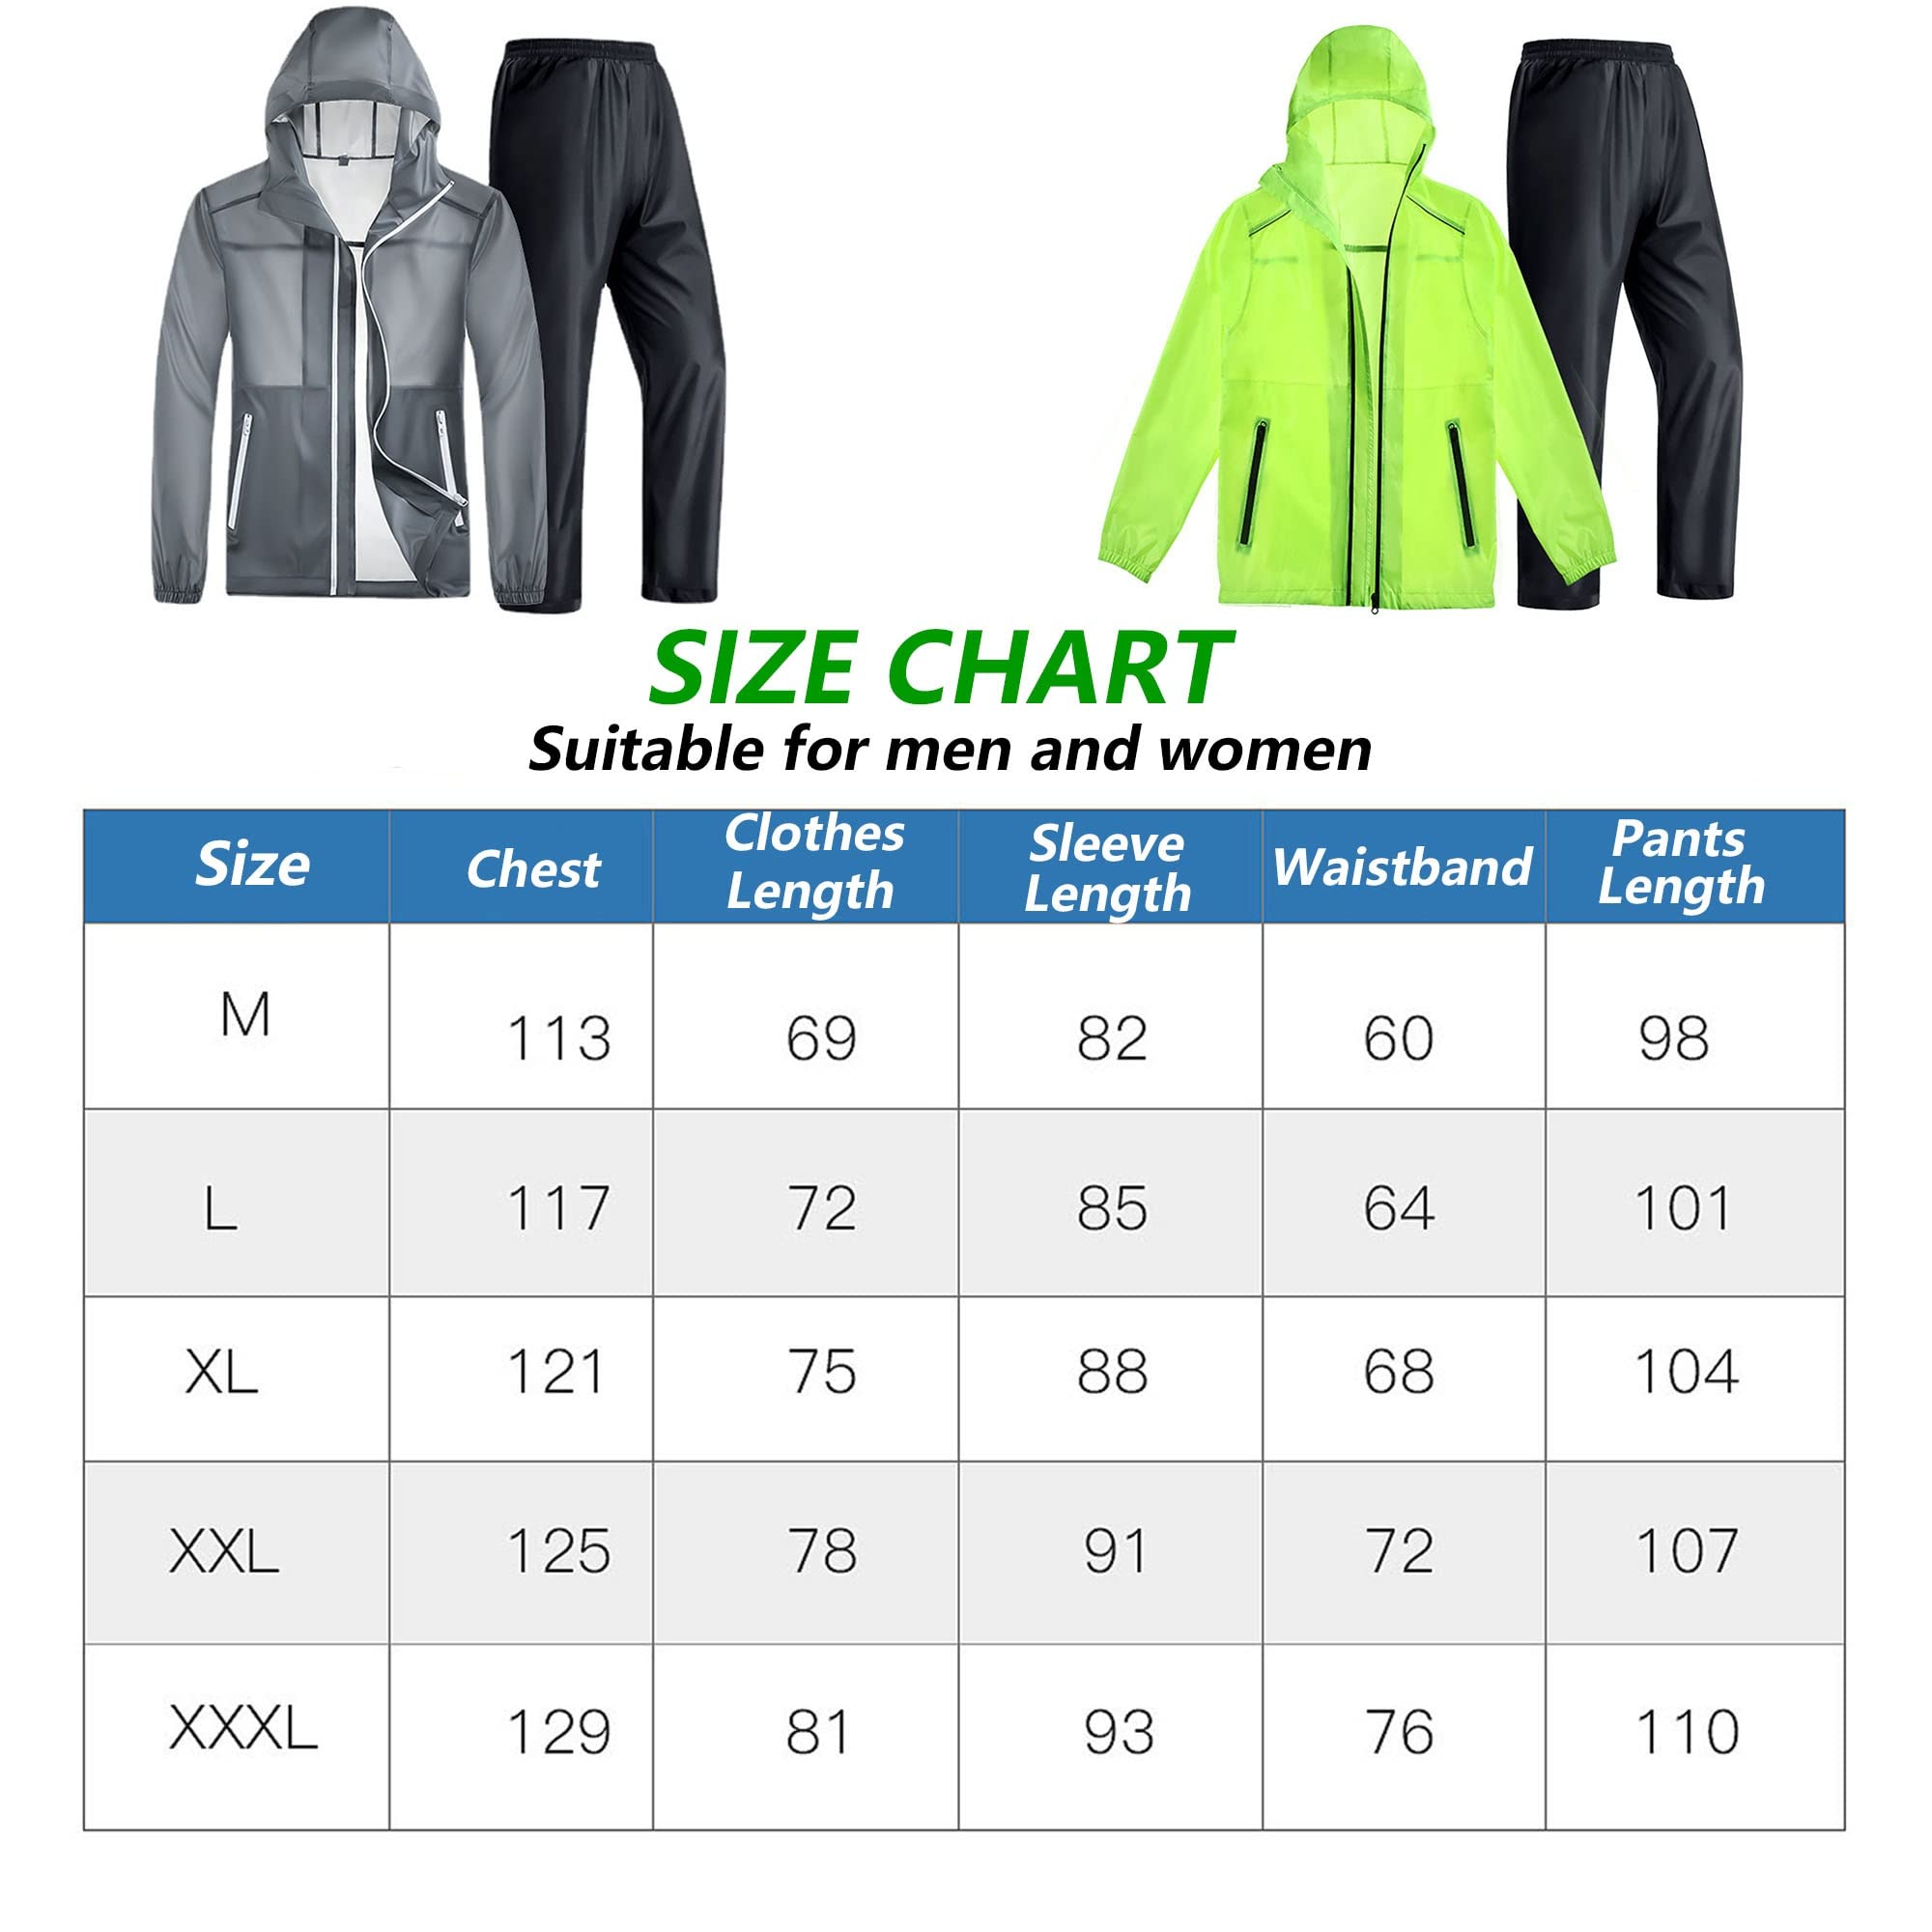 SIZE CHART
Suitable for men and women
Size Chest Clothes Length Sleeve Length Waistband Pants Length
M 113 69 82 60 98
L 117 72 85 64 101
XL 121 75 88 68 104
XXL 125 78 91 72 107
XXXL 129 81 93 76 110